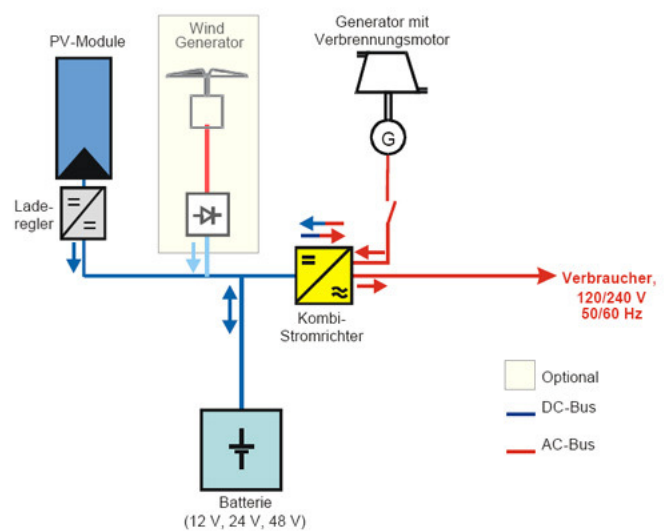 PV-Module
Wind
Generator
Generator mit
Verbrennungsmotor
G
Lade-
regler
Kombi-
Stromrichter
Verbraucher,
120/240 V
50/60 Hz
Optional
DC-Bus
AC-Bus
Batterie
(12 V, 24 V, 48 V)